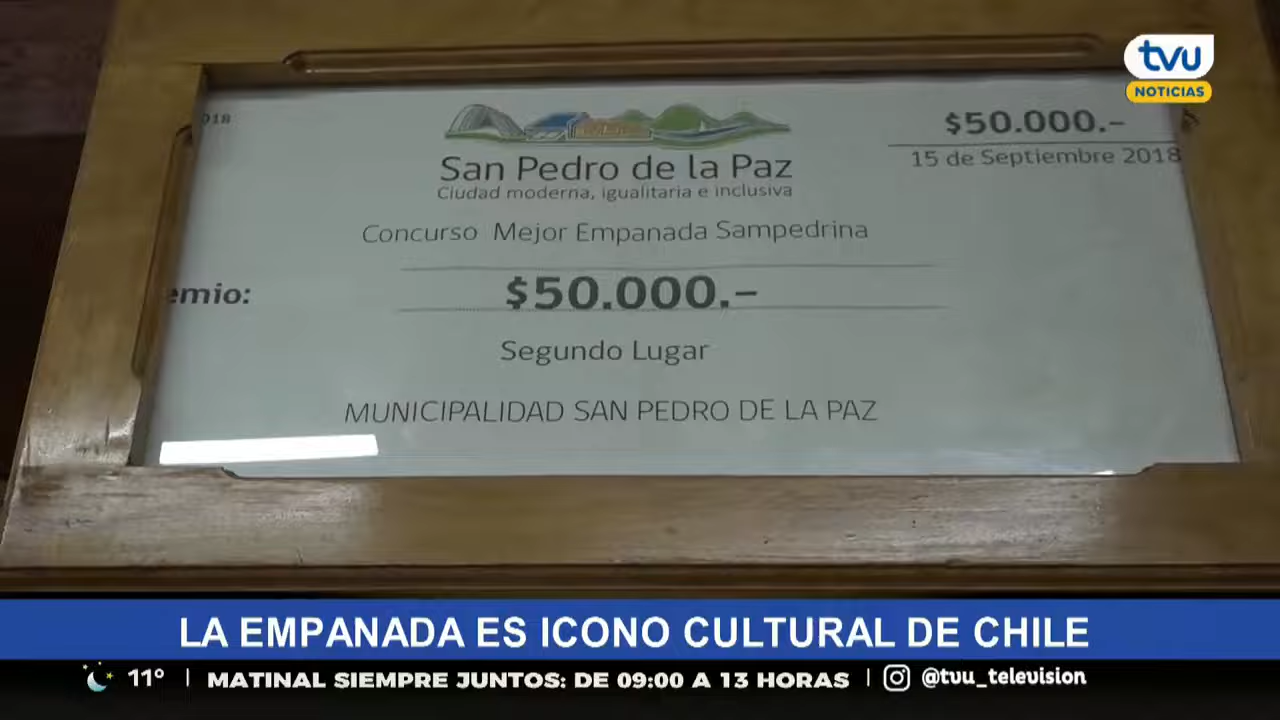 tvu
NOTICIAS
018
$50.000.-
15 de Septiembre 2018
San Pedro de la Paz
Ciudad moderna, igualitaria e inclusiva
Concurso Mejor Empanada Sampedrina
emio:
$50.000.-
Segundo Lugar
MUNICIPALIDAD SAN PEDRO DE LA PAZ
LA EMPANADA ES ICONO CULTURAL DE CHILE
11° | MATINAL SIEMPRE JUNTOS: DE 09:00 A 13 HORAS | @tvu_television